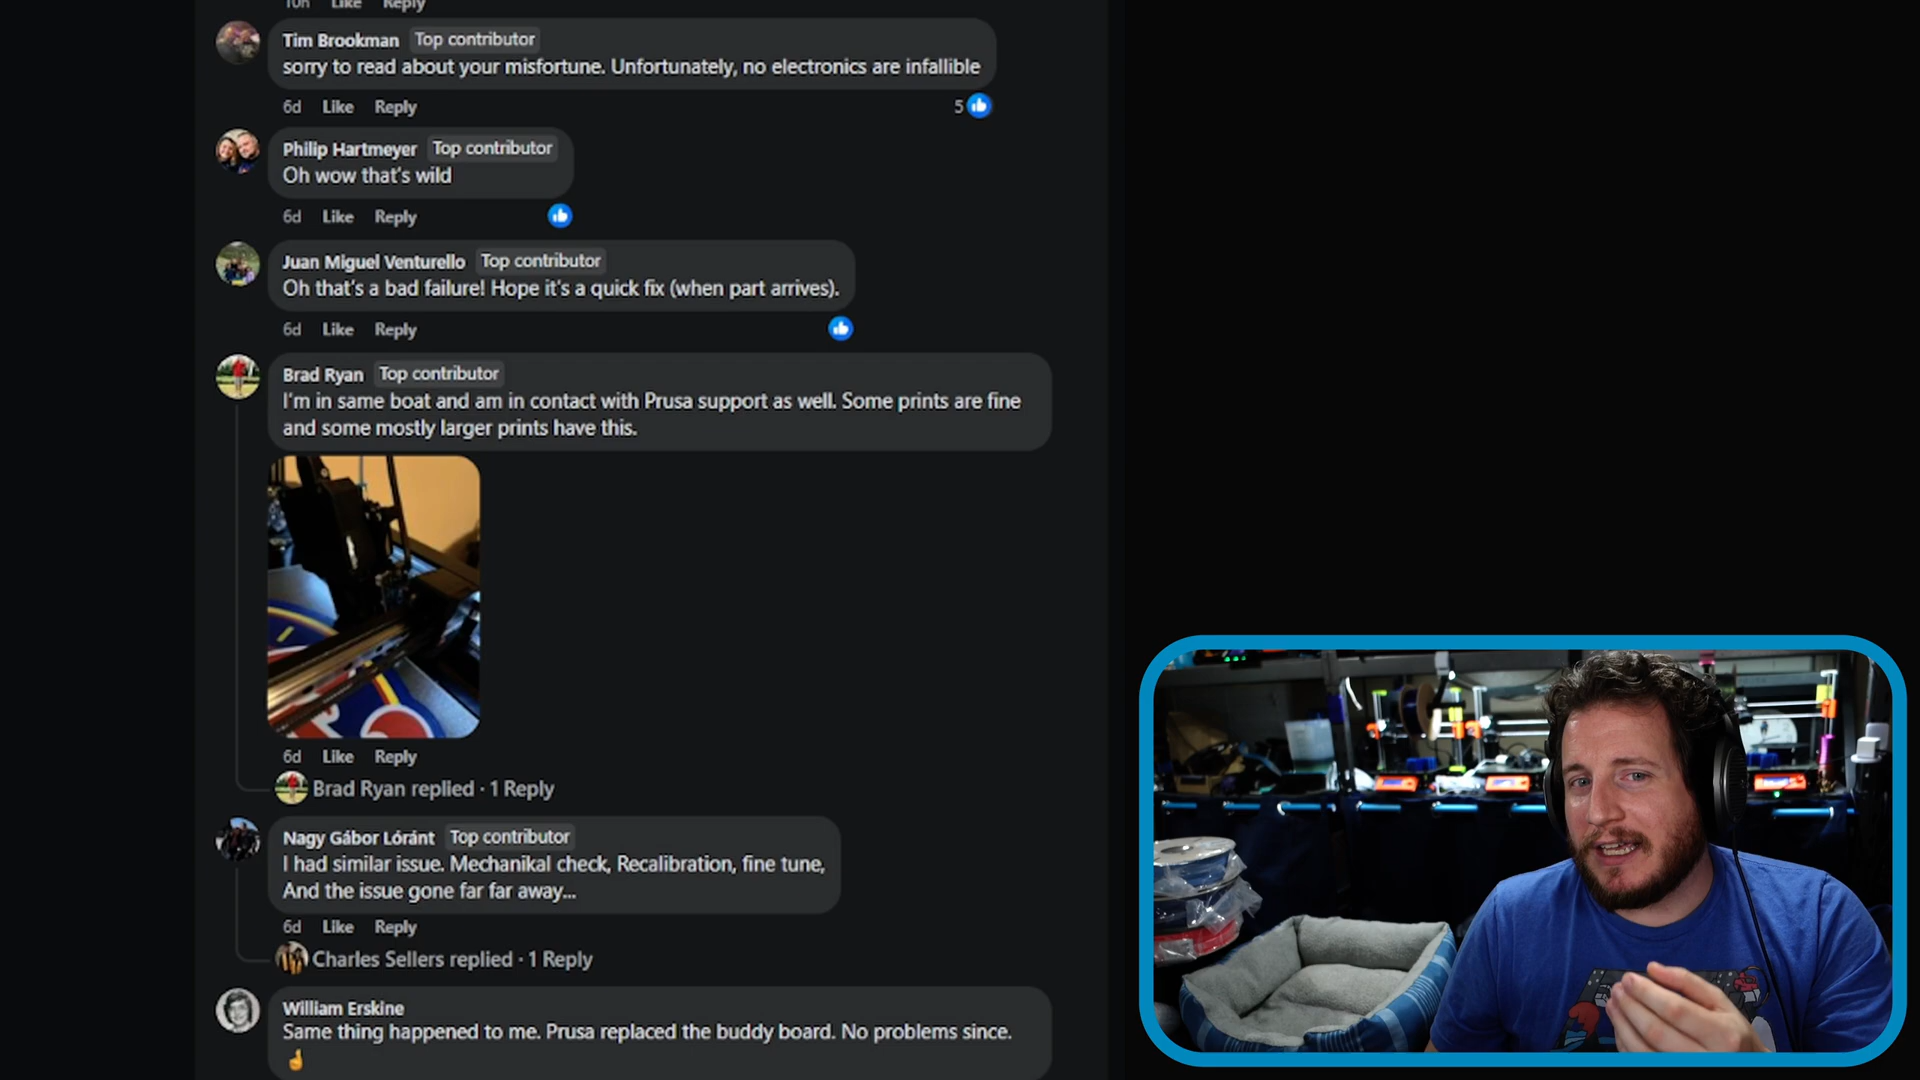 10h Like Reply
Tim Brookman Top contributor
sorry to read about your misfortune. Unfortunately, no electronics are infallible
6d Like Reply 5
Philip Hartmeyer Top contributor
Oh wow that's wild
6d Like Reply
Juan Miguel Venturello Top contributor
Oh that's a bad failure! Hope it's a quick fix (when part arrives).
6d Like Reply
Brad Ryan Top contributor
I'm in same boat and am in contact with Prusa support as well. Some prints are fine
and some mostly larger prints have this.
6d Like Reply
Brad Ryan replied · 1 Reply
Nagy Gábor Lóránt Top contributor
I had similar issue. Mechanikal check, Recalibration, fine tune,
And the issue gone far far away...
6d Like Reply
Charles Sellers replied · 1 Reply
William Erskine
Same thing happened to me. Prusa replaced the buddy board. No problems since.